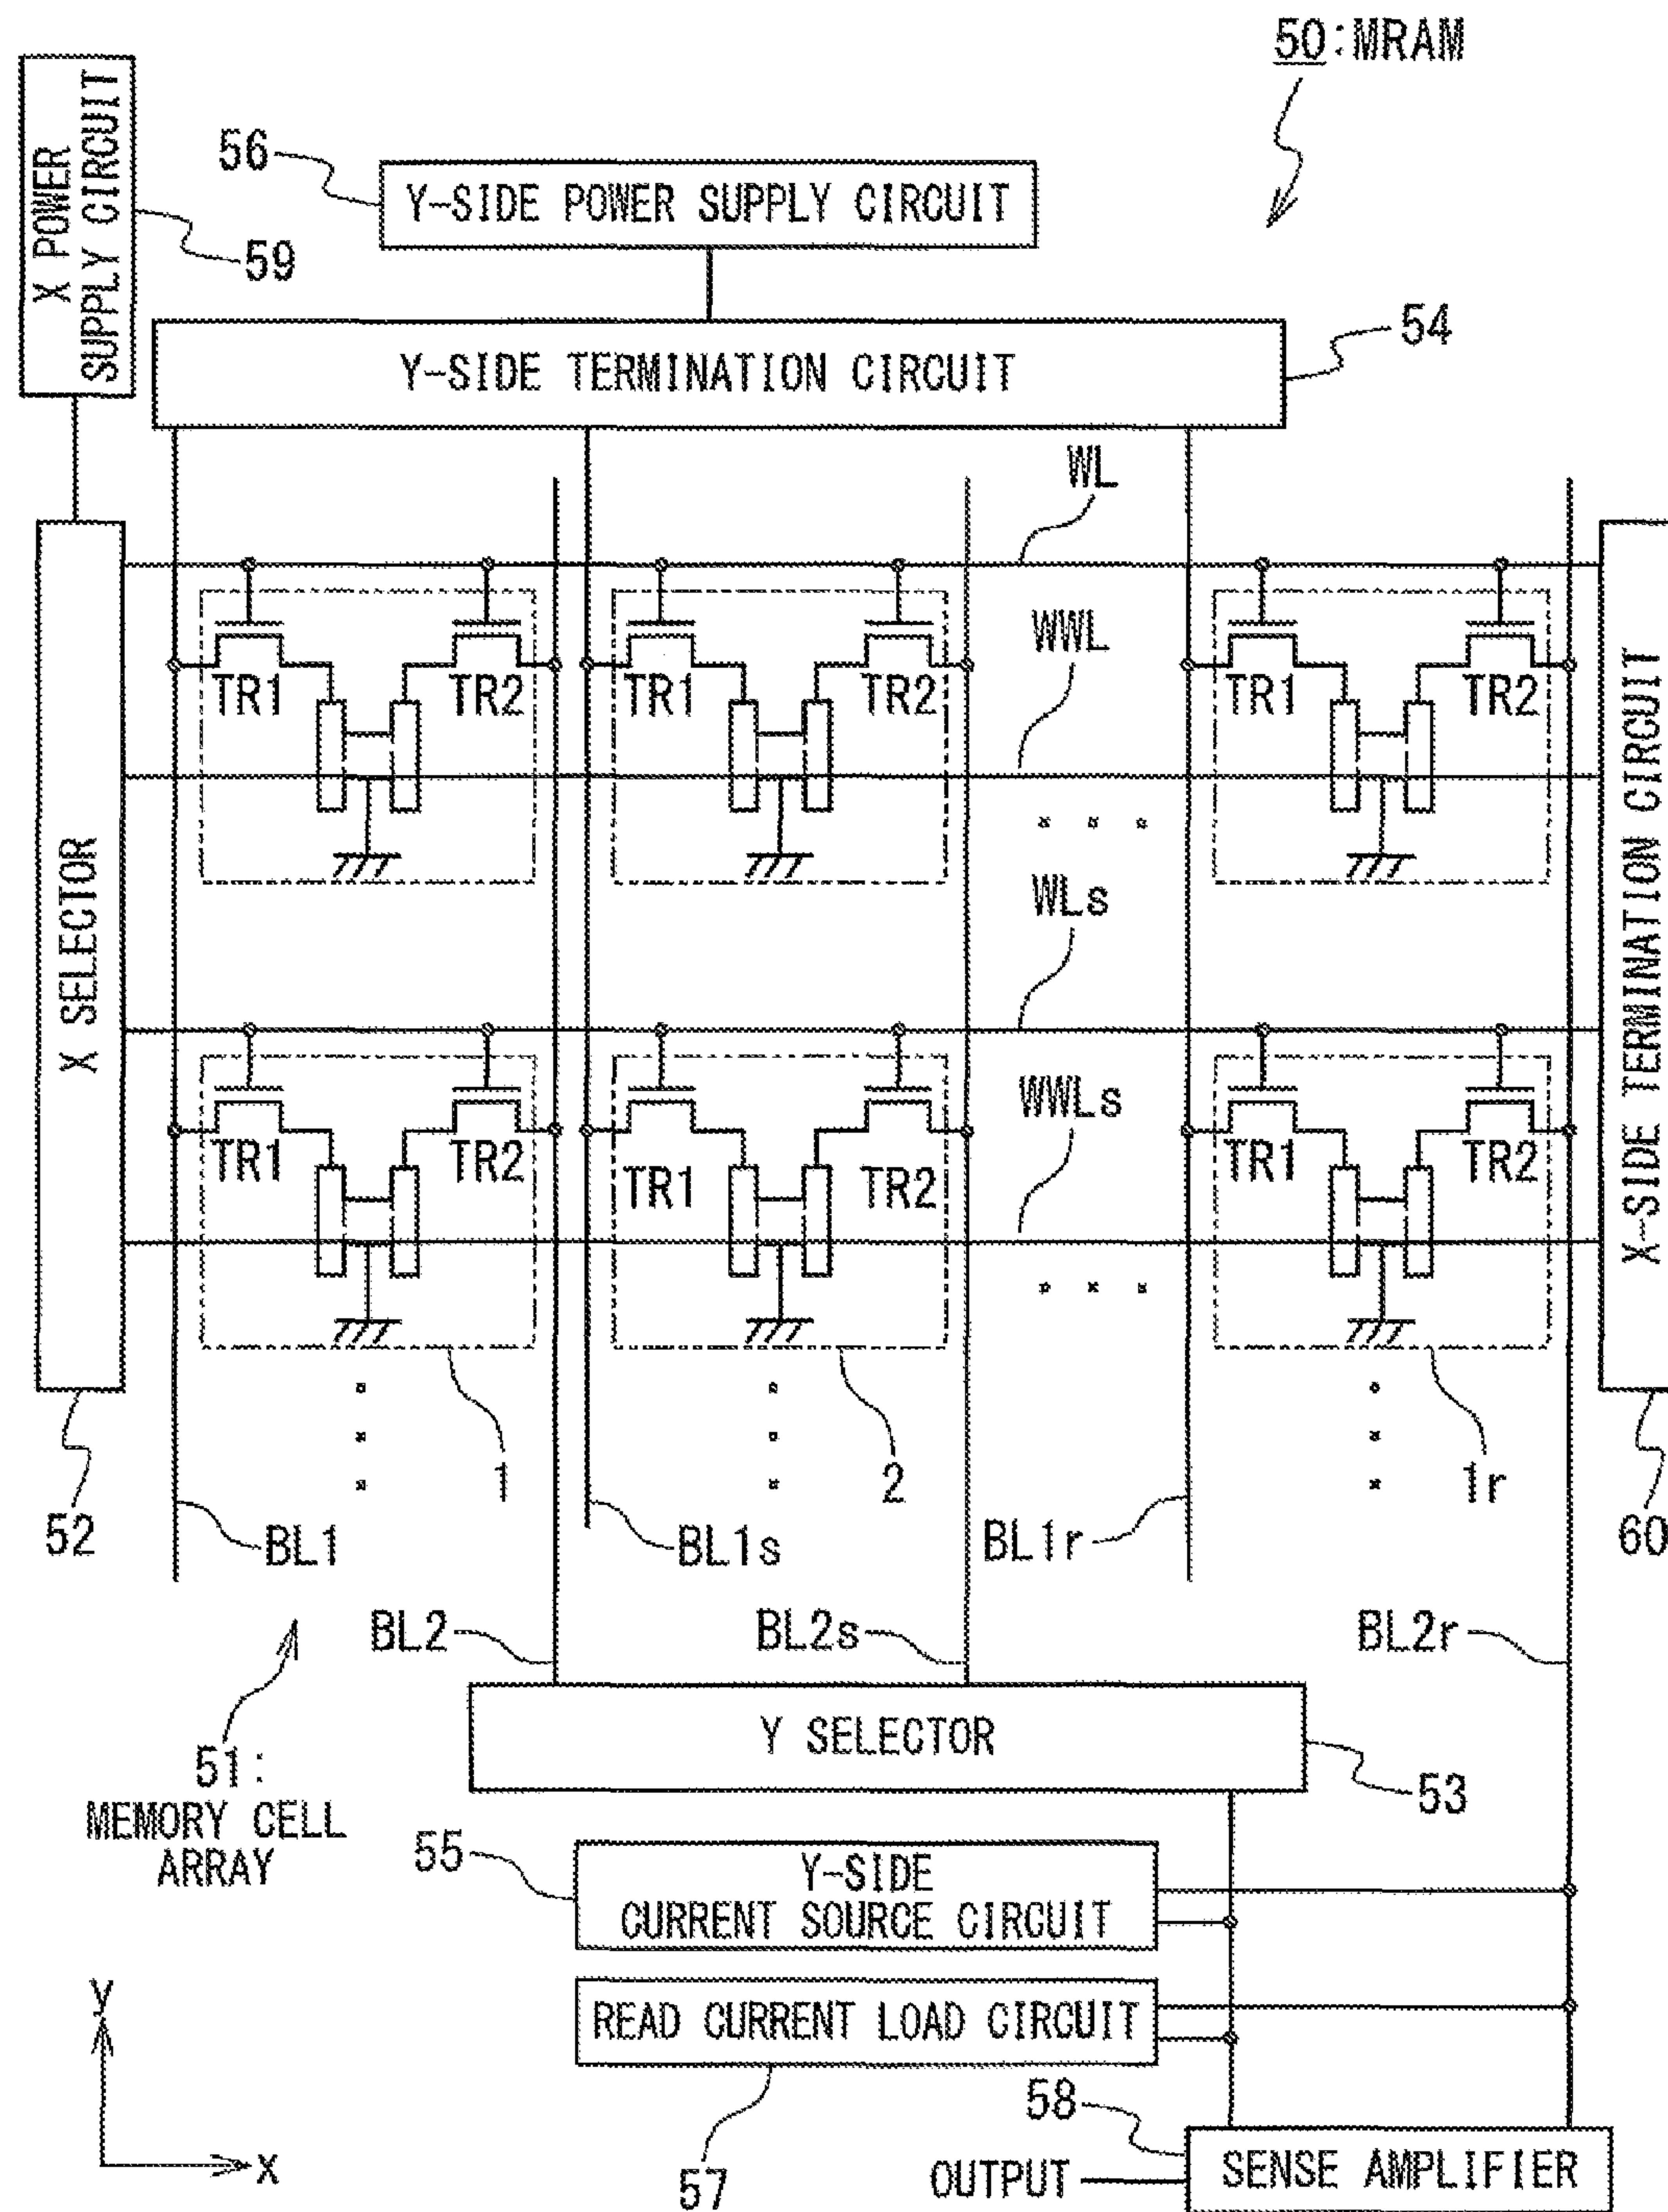 50:MRAM
X POWER
SUPPLY CIRCUIT
59
56
Y-SIDE POWER SUPPLY CIRCUIT
Y-SIDE TERMINATION CIRCUIT
54
WL
WWL
TR1 TR2 TR1 TR2 TR1 TR2
WLs
X SELECTOR
X-SIDE TERMINATION CIRCUIT
WWLs
TR1 TR2 TR1 TR2 TR1 TR2
52
1
2
1r
60
BL1
BL1s
BL1r
BL2
BL2s
BL2r
Y SELECTOR
53
51:
MEMORY CELL
ARRAY
55
Y-SIDE
CURRENT SOURCE CIRCUIT
READ CURRENT LOAD CIRCUIT
57
58
SENSE AMPLIFIER
OUTPUT
y
x